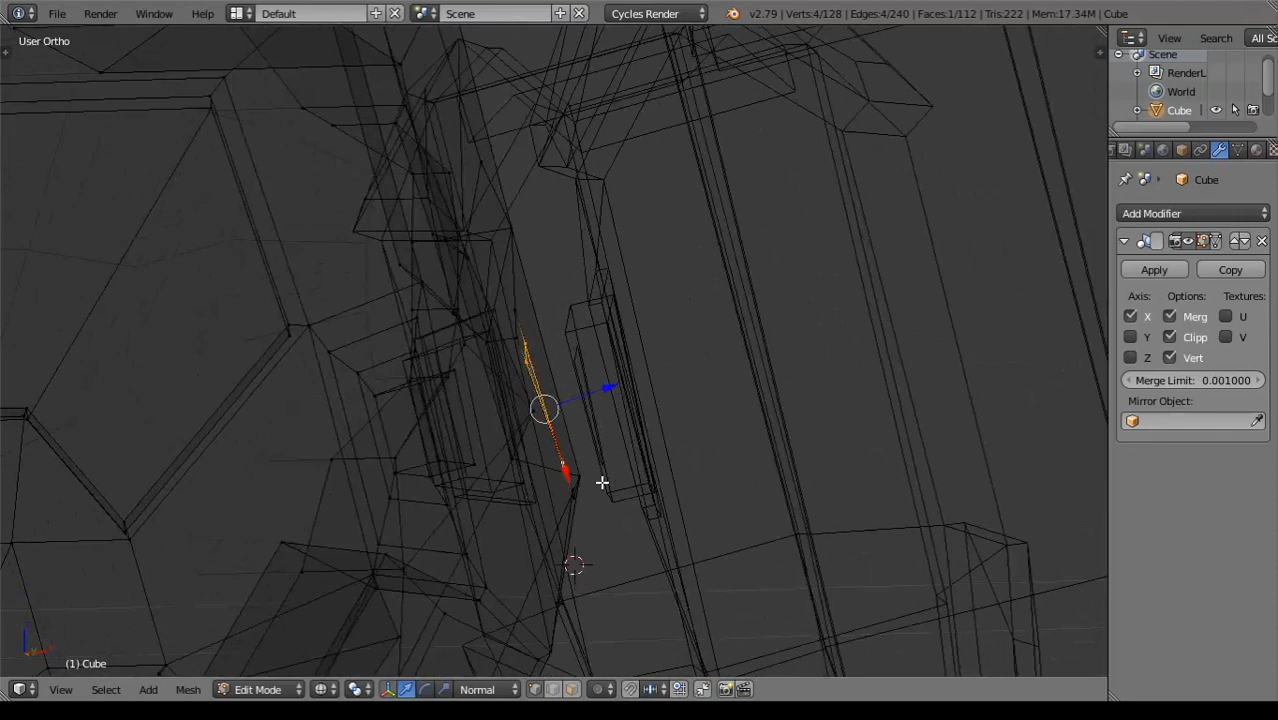 File Render Window Help Default Scene Cycles Render v2.79 | Verts:4/128 | Edges:4/240 | Faces:1/112 | Tris:222 | Mem:17.34M | Cube
User Ortho
View Search All Sc
Scene
RenderL
World
Cube
Cube
Add Modifier
Apply Copy
Axis: Options: Textures:
X Merg U
Y Clipp V
Z Vert
Merge Limit: 0.001000
Mirror Object:
(1) Cube
View Select Add Mesh Edit Mode Normal